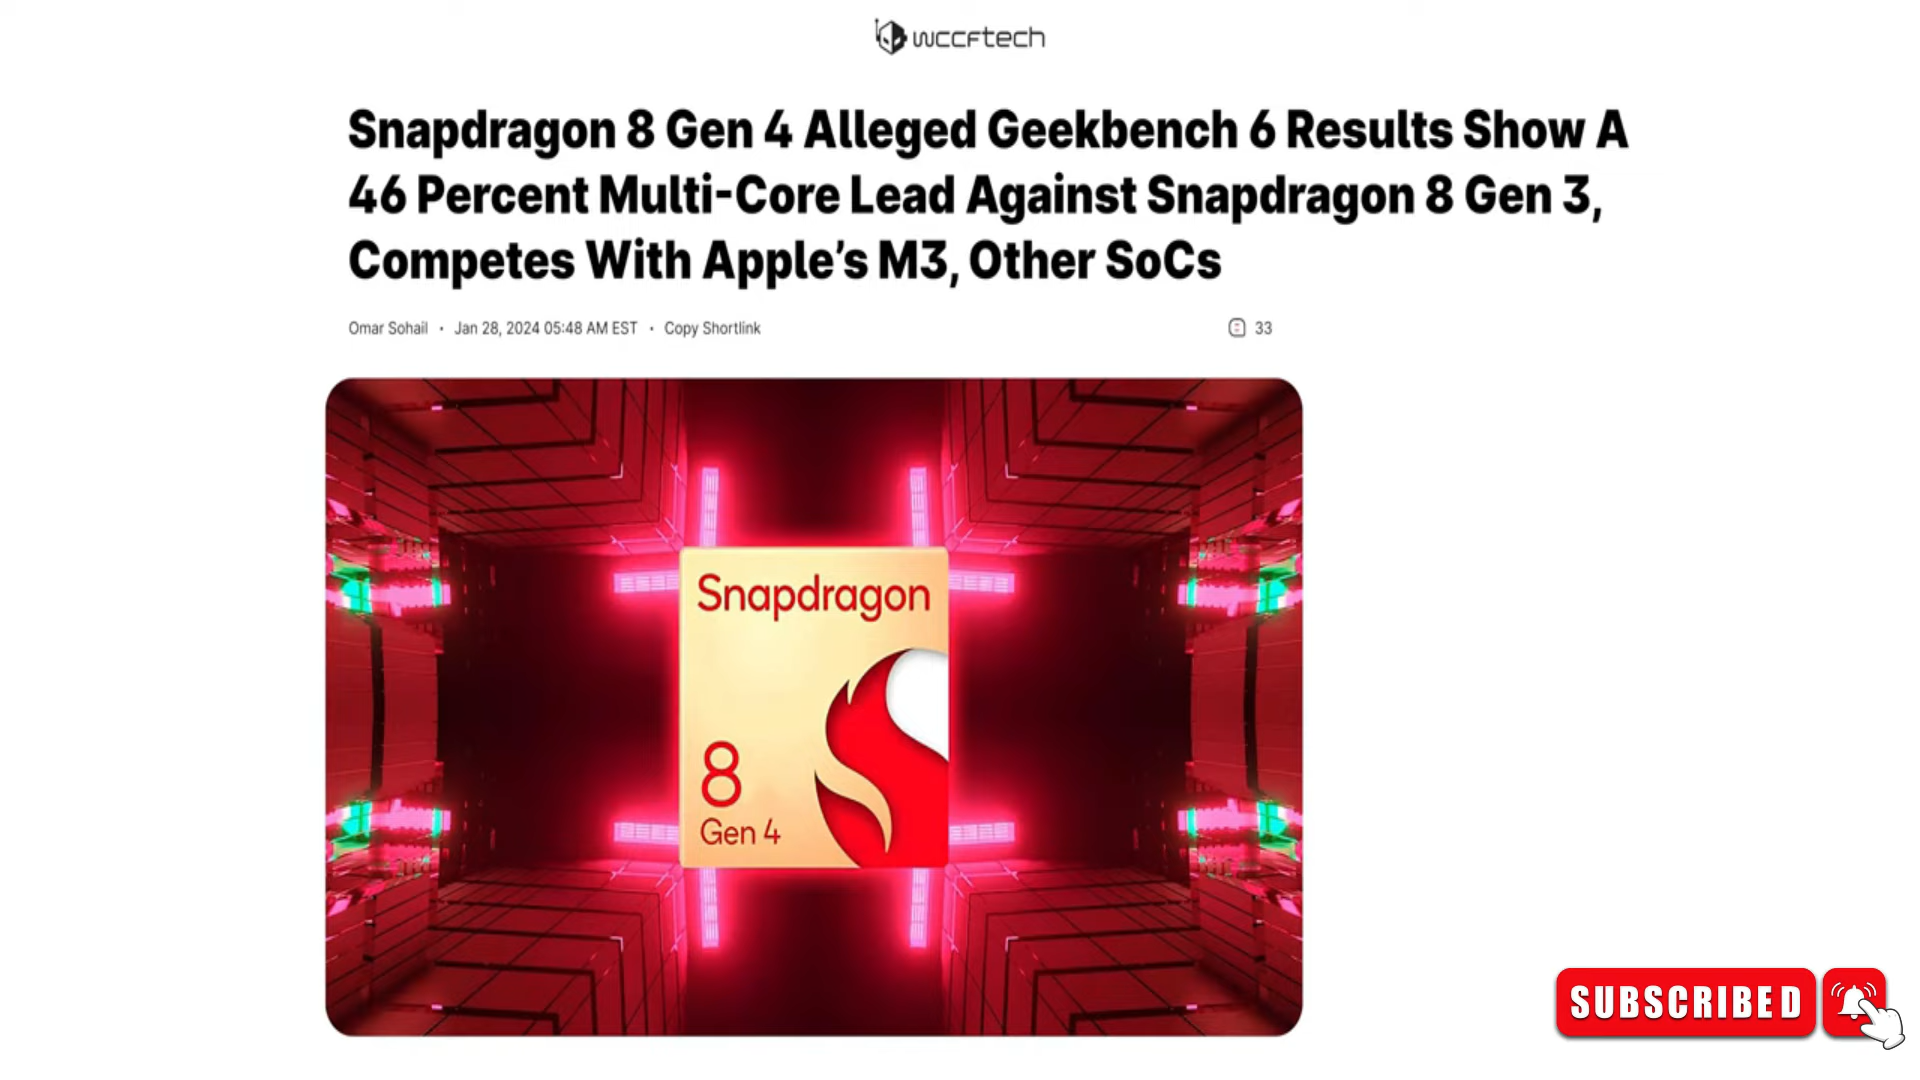 wccftech
Snapdragon 8 Gen 4 Alleged Geekbench 6 Results Show A
46 Percent Multi-Core Lead Against Snapdragon 8 Gen 3,
Competes With Apple’s M3, Other SoCs
Omar Sohail • Jan 28, 2024 05:48 AM EST • Copy Shortlink 33
Snapdragon
8
Gen 4
SUBSCRIBED